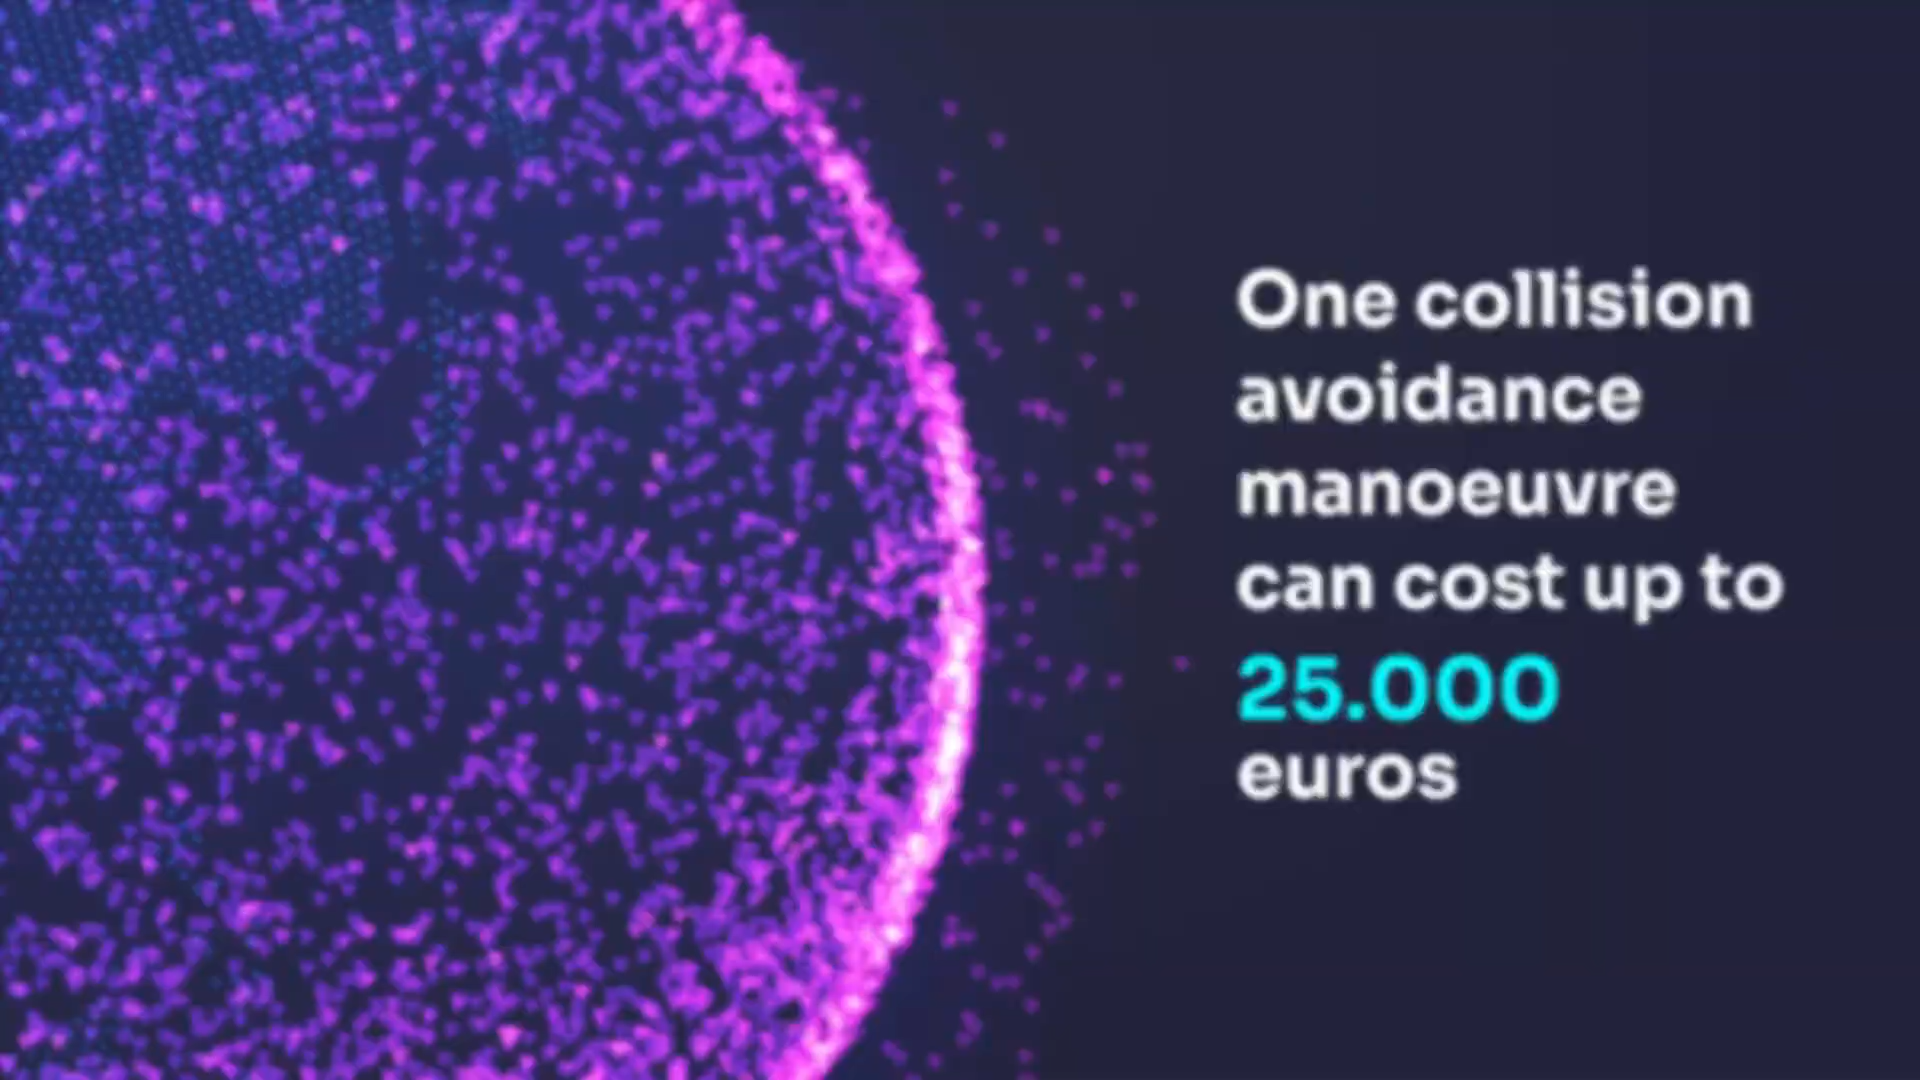 One collision
avoidance
manoeuvre
can cost up to
25.000
euros